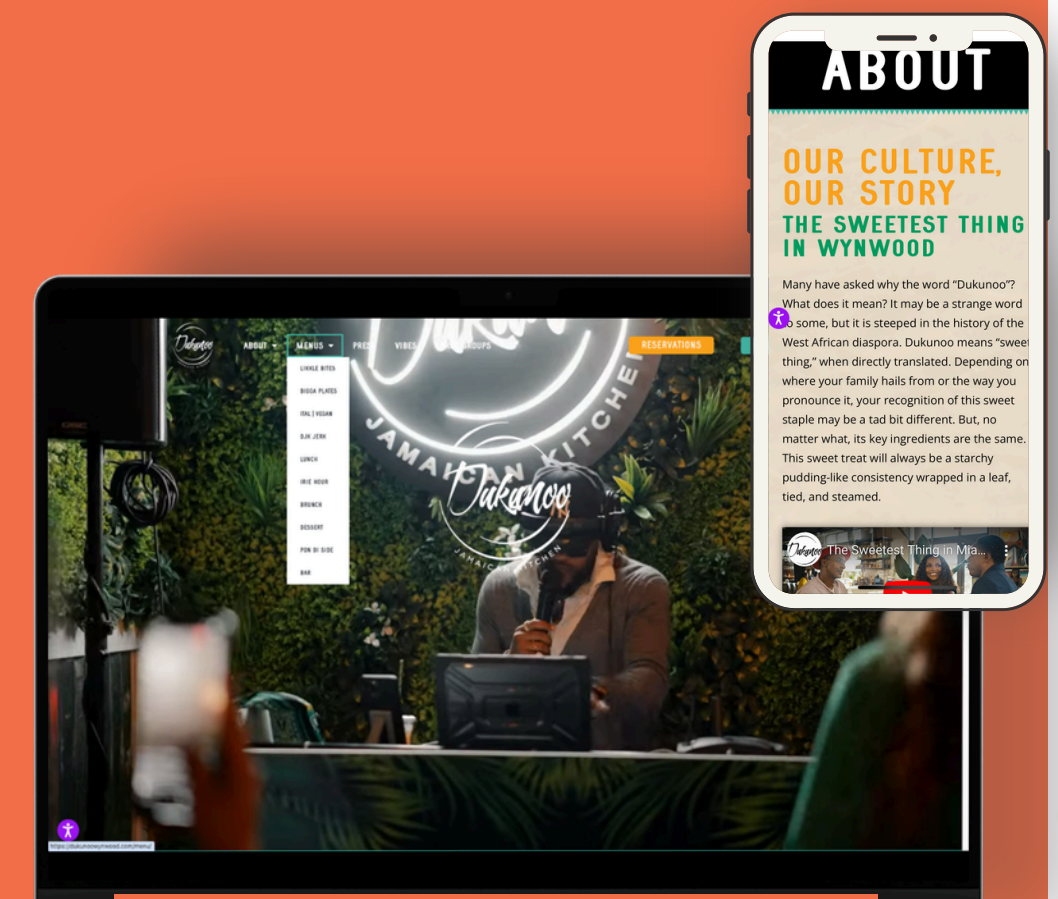 ABOUT
OUR CULTURE,
OUR STORY
THE SWEETEST THING
IN WYNWOOD
Many have asked why the word “Dukunoo”?
What does it mean? It may be a strange word
to some, but it is steeped in the history of the
West African diaspora. Dukunoo means “sweet
thing,” when directly translated. Depending on
where your family hails from or the way you
pronounce it, your recognition of this sweet
staple may be a tad bit different. But, no
matter what, its key ingredients are the same.
This sweet treat will always be a starchy
pudding-like consistency wrapped in a leaf,
tied, and steamed.
Dukunoo
The Sweetest Thing in Mia...
Dukunoo
ABOUT
MENUS
VIBES
RESERVATIONS
LIKKLE BITES
BIGGA PLATES
ITAL | VEGAN
DJK JERK
LUNCH
IRIE HOUR
BRUNCH
DESSERT
PON DI SIDE
BAR
JAMAICAN KITCHEN
Dukunoo
JAMAICAN KITCHEN
https://dukunoowynwood.com/menu/